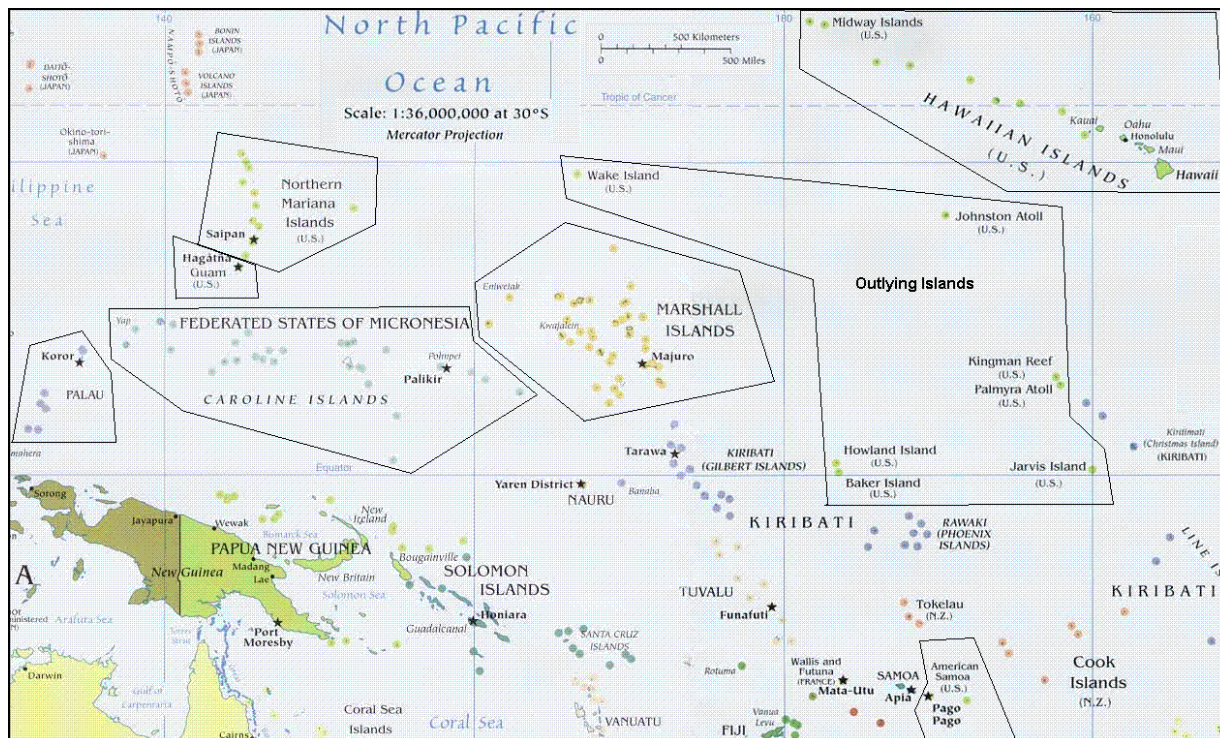 140
180
160
North Pacific
Ocean
Scale: 1:36,000,000 at 30°S
Mercator Projection
0 500 Kilometers
0 500 Miles
Tropic of Cancer
NAMPŌ-SHOTŌ
BONIN
ISLANDS
(JAPAN)
DAITŌ-
SHOTŌ
(JAPAN)
VOLCANO
ISLANDS
(JAPAN)
Okino-tori-
shima
(JAPAN)
ilippine
Sea
Midway Islands
(U.S.)
HAWAIIAN ISLANDS
(U.S.)
Kauai
Oahu
Honolulu
Maui
Hawaii
Northern
Mariana
Islands
(U.S.)
Saipan
Hagåtña
Guam
(U.S.)
Wake Island
(U.S.)
Johnston Atoll
(U.S.)
Outlying Islands
Eniwetak
Kwajalein
MARSHALL
ISLANDS
Majuro
Yap
FEDERATED STATES OF MICRONESIA
Pohnpei
Palikir
CAROLINE ISLANDS
Koror
PALAU
Kingman Reef
(U.S.)
Palmyra Atoll
(U.S.)
Kiritimati
(Christmas Island)
(KIRIBATI)
mahera
Equator
Tarawa
KIRIBATI
(GILBERT ISLANDS)
Howland Island
(U.S.)
Baker Island
(U.S.)
Jarvis Island
(U.S.)
Yaren District
NAURU
Banaba
KIRIBATI
RAWAKI
(PHOENIX
ISLANDS)
LINE IS
KIRIBATI
Sorong
Jayapura
Wewak
Bismarck Sea
New
Ireland
PAPUA NEW GUINEA
Bougainville
New Guinea
Madang
Lae
New Britain
Solomon Sea
SOLOMON
ISLANDS
Honiara
Guadalcanal
A
Arafura Sea
Torres
Strait
Port
Moresby
TUVALU
Funafuti
Tokelau
(N.Z.)
SANTA CRUZ
ISLANDS
Rotuma
Wallis and
Futuna
(FRANCE)
Mata-Utu
SAMOA
Apia
American
Samoa
(U.S.)
Pago
Pago
Cook
Islands
(N.Z.)
Darwin
Gulf of
Carpentaria
Cairns
Coral Sea
Islands
Coral Sea
VANUATU
Vanua
Levu
FIJI